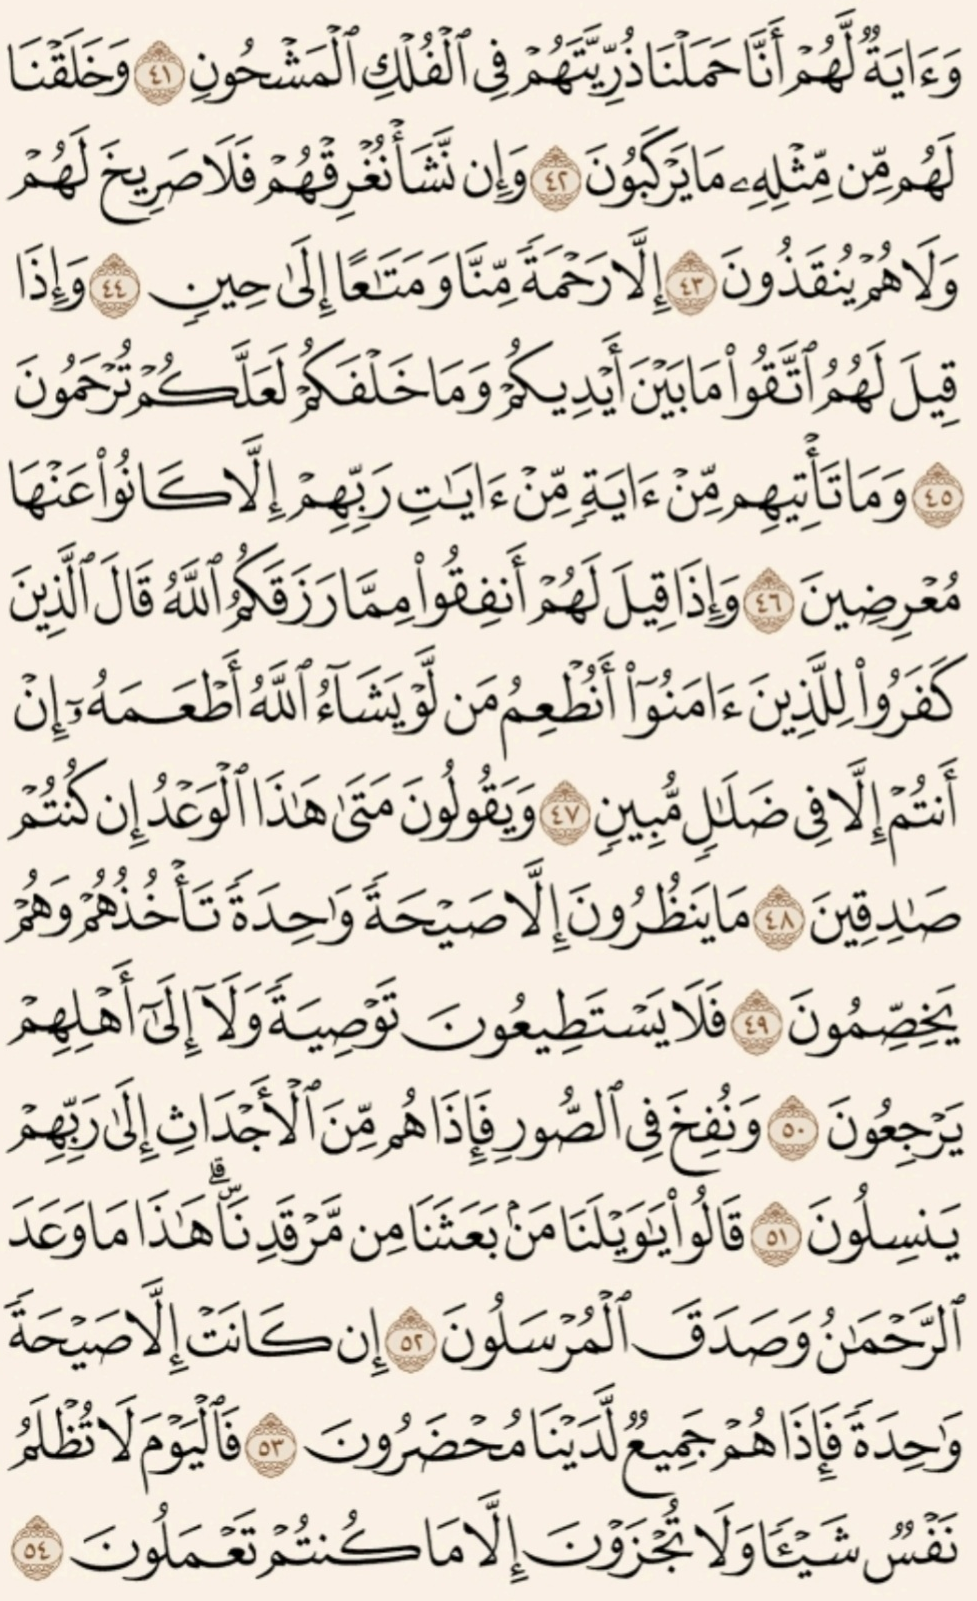 وَءَايَةٌ لَّهُمْ أَنَّا حَمَلْنَا ذُرِّيَّتَهُمْ فِي ٱلْفُلْكِ ٱلْمَشْحُونِ ٤١ وَخَلَقْنَا
لَهُم مِّن مِّثْلِهِۦ مَا يَرْكَبُونَ ٤٢ وَإِن نَّشَأْ نُغْرِقْهُمْ فَلَا صَرِيخَ لَهُمْ
وَلَا هُمْ يُنقَذُونَ ٤٣ إِلَّا رَحْمَةً مِّنَّا وَمَتَٰعًا إِلَىٰ حِينٍ ٤٤ وَإِذَا
قِيلَ لَهُمُ ٱتَّقُوا۟ مَا بَيْنَ أَيْدِيكُمْ وَمَا خَلْفَكُمْ لَعَلَّكُمْ تُرْحَمُونَ
٤٥ وَمَا تَأْتِيهِم مِّنْ ءَايَةٍ مِّنْ ءَايَٰتِ رَبِّهِمْ إِلَّا كَانُوا۟ عَنْهَا
مُعْرِضِينَ ٤٦ وَإِذَا قِيلَ لَهُمْ أَنفِقُوا۟ مِمَّا رَزَقَكُمُ ٱللَّهُ قَالَ ٱلَّذِينَ
كَفَرُوا۟ لِلَّذِينَ ءَامَنُوٓا۟ أَنُطْعِمُ مَن لَّوْ يَشَآءُ ٱللَّهُ أَطْعَمَهُۥٓ إِنْ
أَنتُمْ إِلَّا فِي ضَلَٰلٍ مُّبِينٍ ٤٧ وَيَقُولُونَ مَتَىٰ هَٰذَا ٱلْوَعْدُ إِن كُنتُمْ
صَٰدِقِينَ ٤٨ مَا يَنظُرُونَ إِلَّا صَيْحَةً وَٰحِدَةً تَأْخُذُهُمْ وَهُمْ
يَخِصِّمُونَ ٤٩ فَلَا يَسْتَطِيعُونَ تَوْصِيَةً وَلَآ إِلَىٰٓ أَهْلِهِمْ
يَرْجِعُونَ ٥٠ وَنُفِخَ فِي ٱلصُّورِ فَإِذَا هُم مِّنَ ٱلْأَجْدَاثِ إِلَىٰ رَبِّهِمْ
يَنسِلُونَ ٥١ قَالُوا۟ يَٰوَيْلَنَا مَنۢ بَعَثَنَا مِن مَّرْقَدِنَا ۜ ۗ هَٰذَا مَا وَعَدَ
ٱلرَّحْمَٰنُ وَصَدَقَ ٱلْمُرْسَلُونَ ٥٢ إِن كَانَتْ إِلَّا صَيْحَةً
وَٰحِدَةً فَإِذَا هُمْ جَمِيعٌ لَّدَيْنَا مُحْضَرُونَ ٥٣ فَٱلْيَوْمَ لَا تُظْلَمُ
نَفْسٌ شَيْـًٔا وَلَا تُجْزَوْنَ إِلَّا مَا كُنتُمْ تَعْمَلُونَ ٥٤